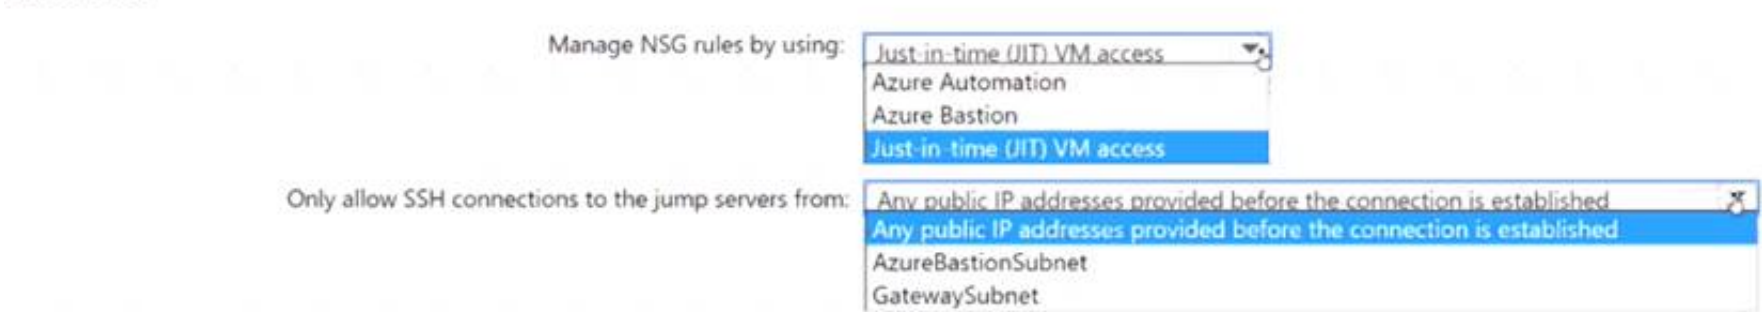 Manage NSG rules by using: Just-in-time (JIT) VM access
Azure Automation
Azure Bastion
Just-in-time (JIT) VM access
Only allow SSH connections to the jump servers from: Any public IP addresses provided before the connection is established
Any public IP addresses provided before the connection is established
AzureBastionSubnet
GatewaySubnet